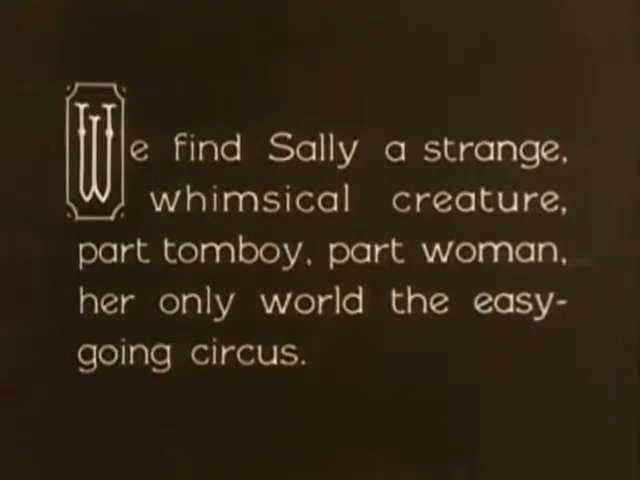 We find Sally a strange,
whimsical creature,
part tomboy, part woman,
her only world the easy-
going circus.